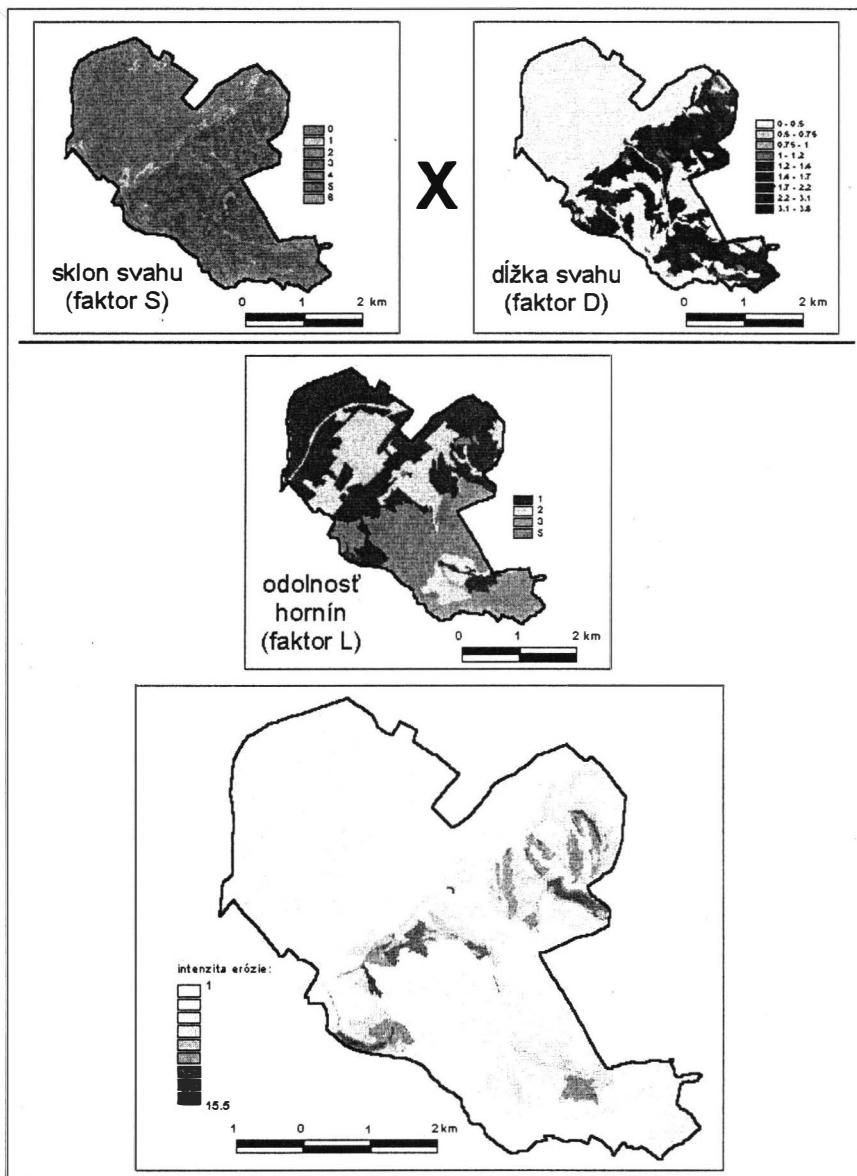 0
1
2
3
4
5
6
sklon svahu
(faktor S)
0 1 2 km
X
0 - 0.5
0.5 - 0.75
0.75 - 1
1 - 1.2
1.2 - 1.4
1.4 - 1.7
1.7 - 2.2
2.2 - 3.1
3.1 - 3.8
dĺžka svahu
(faktor D)
0 1 2 km
1
2
3
5
odolnosť
hornín
(faktor L)
0 1 2 km
intenzita erózie:
1
15.5
1 0 1 2 km